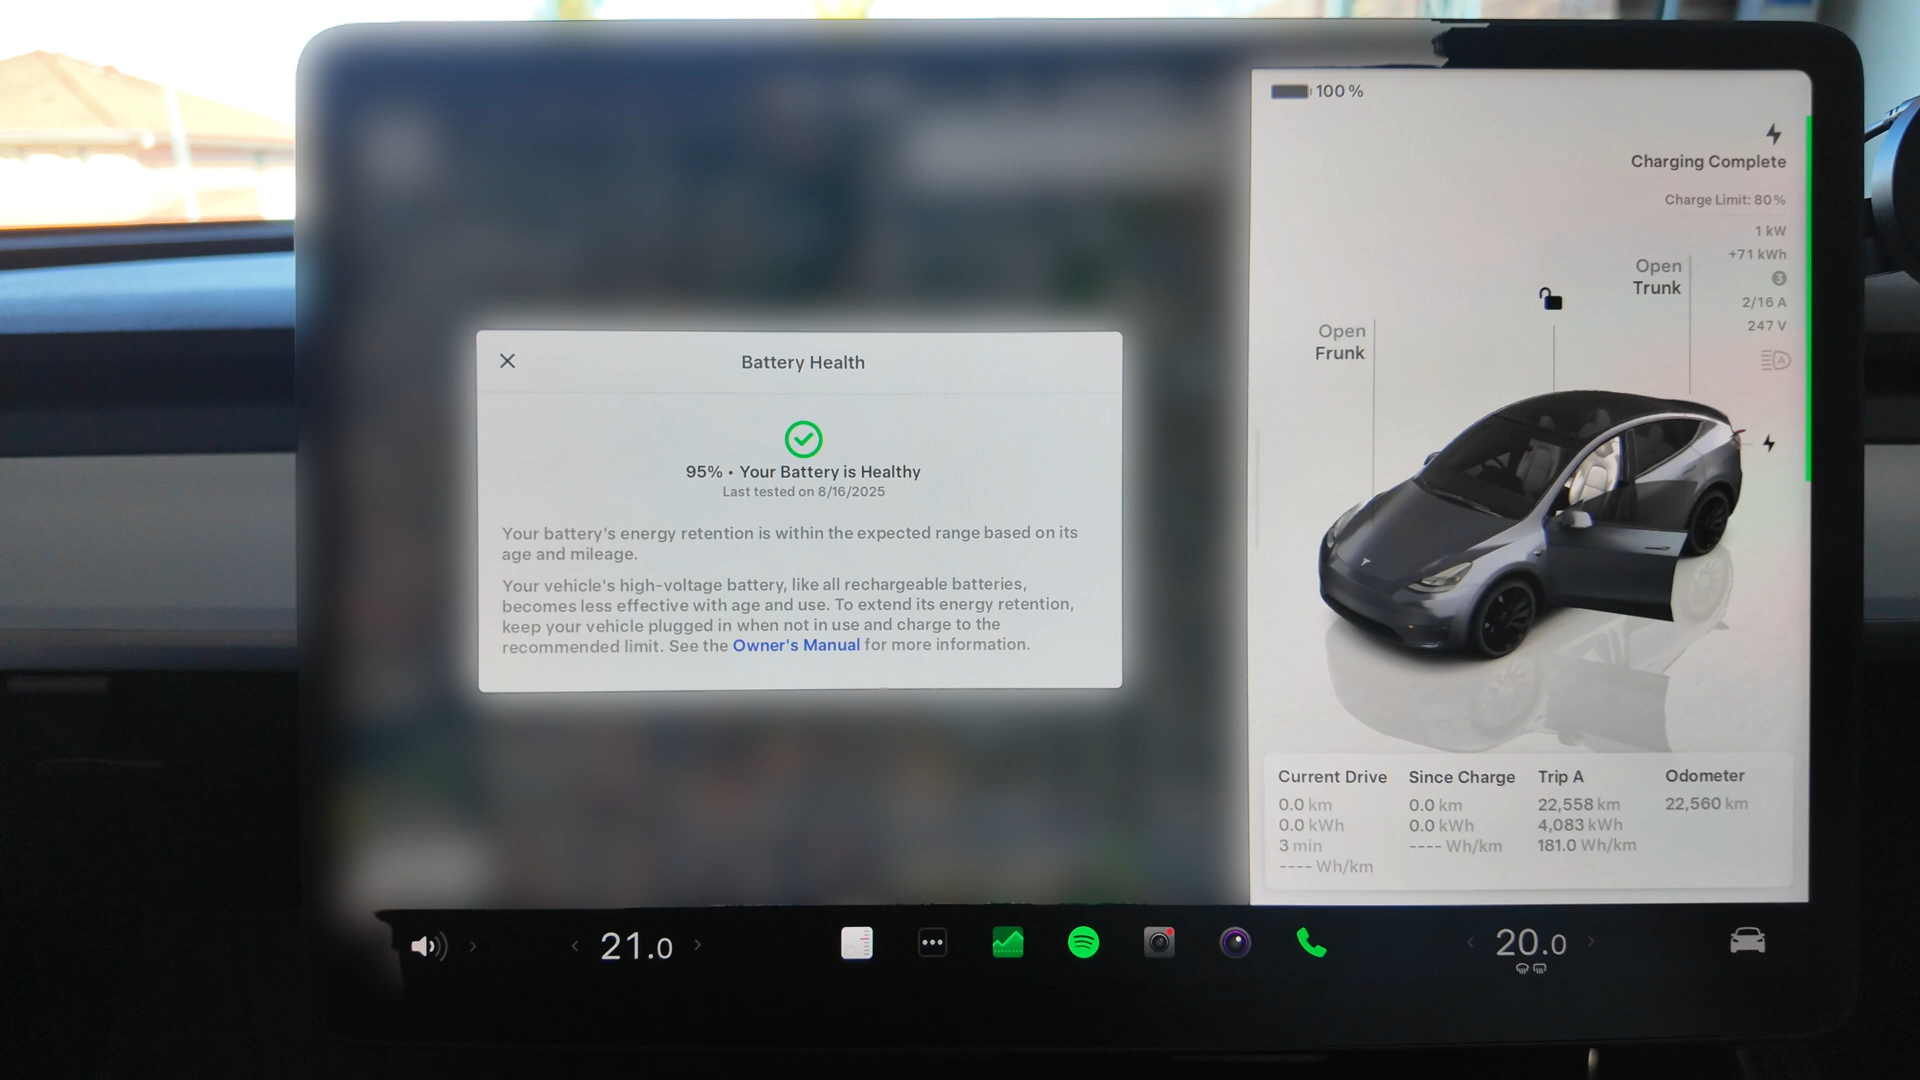 Battery Health
95% • Your Battery is Healthy
Last tested on 8/16/2025
Your battery's energy retention is within the expected range based on its
age and mileage.
Your vehicle's high-voltage battery, like all rechargeable batteries,
becomes less effective with age and use. To extend its energy retention,
keep your vehicle plugged in when not in use and charge to the
recommended limit. See the Owner's Manual for more information.
100 %
Charging Complete
Charge Limit: 80 %
1 kW
+71 kWh
3
2/16 A
247 V
A
Open
Trunk
Open
Frunk
Current Drive
0.0 km
0.0 kWh
3 min
---- Wh/km
Since Charge
0.0 km
0.0 kWh
---- Wh/km
Trip A
22,558 km
4,083 kWh
181.0 Wh/km
Odometer
22,560 km
21.0
20.0